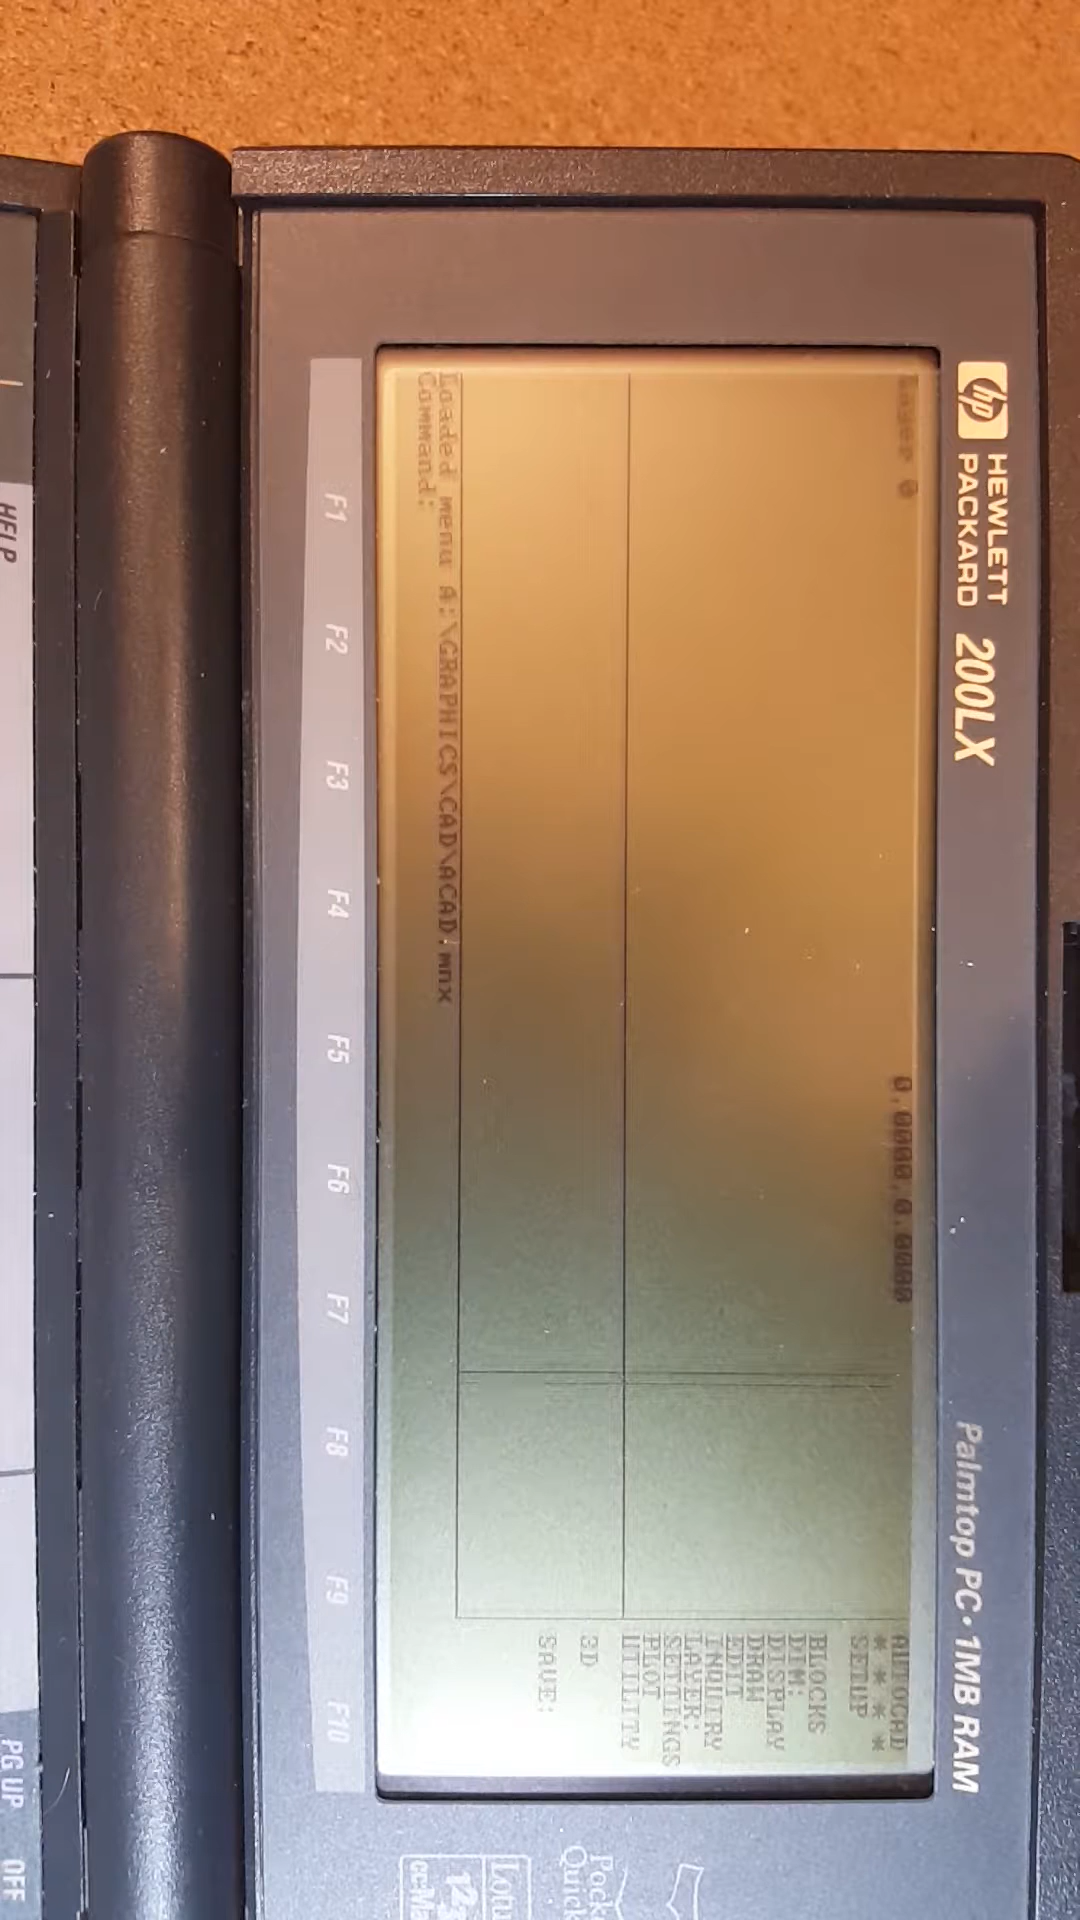 hp HEWLETT
PACKARD 200LX
Palmtop PC • 1MB RAM
Layer 0
0.0000,0.0000
AUTOCAD
* * * *
SETUP
BLOCKS
DIM:
DISPLAY
DRAW
EDIT
INQUIRY
LAYER:
SETTINGS
PLOT
UTILITY
3D
SAVE:
Loaded menu A:\GRAPHICS\CAD\ACAD.mnx
Command:
F1 F2 F3 F4 F5 F6 F7 F8 F9 F10
HELP
PG UP
OFF